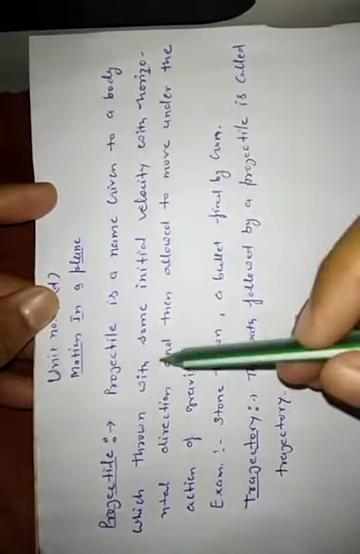 Unit no (d)
Motion In a plane
Projectile :→ Projectile is a name Given to a body
which thrown with some initial velocity with horizo-
ntal direction and then allowed to move under the
action of
Exam :- Stone , a bullet fired by Gun.
Trajectory :→ followed by a projectile is called
trajectory.